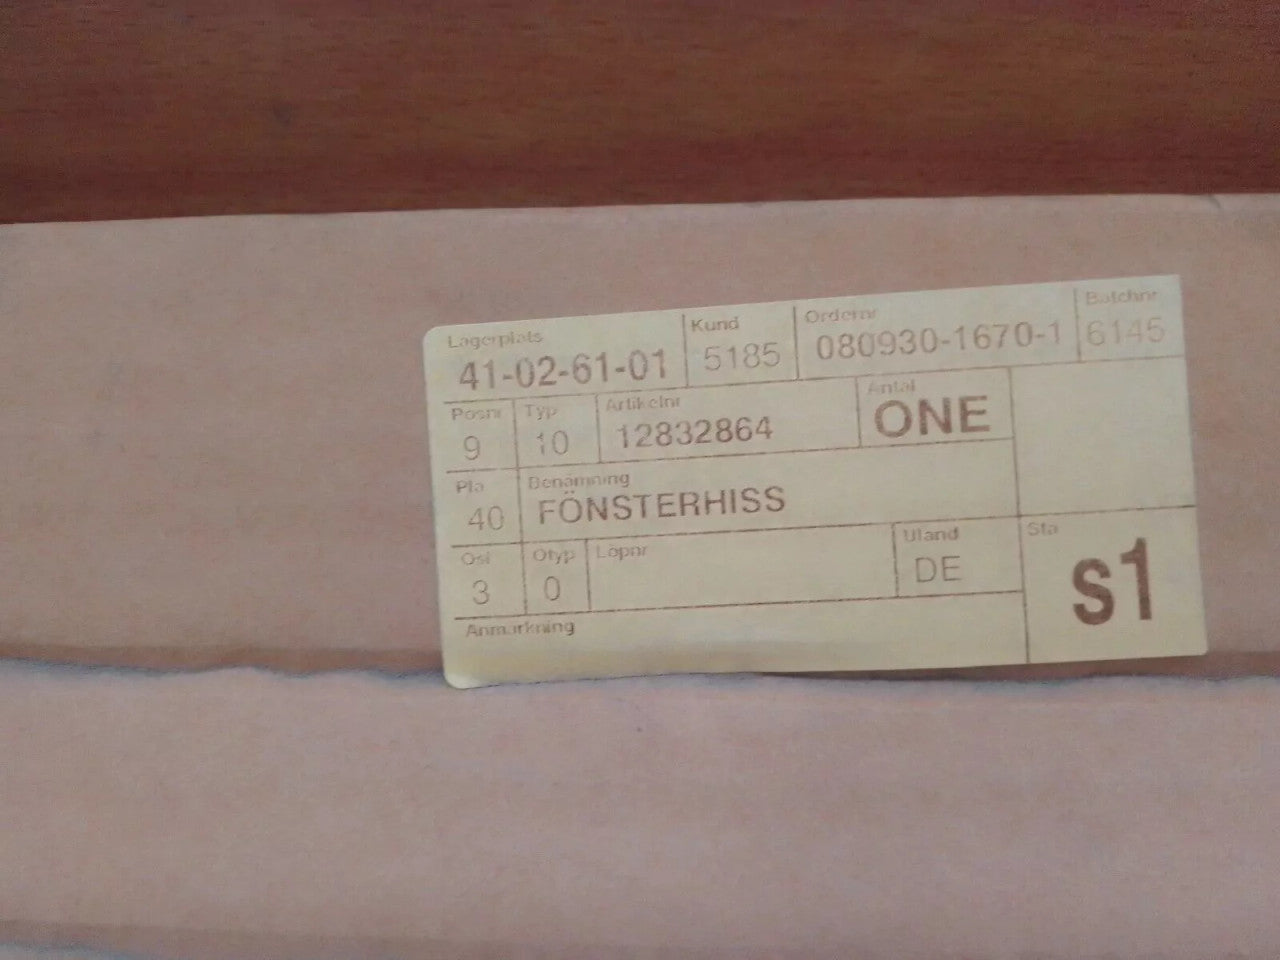 Lagerplats Kund Ordernr Batchnr
41-02-61-01 5185 080930-1670-1 6145
Posnr Typ Artikelnr Antal
9 10 12832864 ONE
Pla Benämning
40 FÖNSTERHISS
Osl Otyp Löpnr Uland Sta
3 0 DE s1
Anmärkning